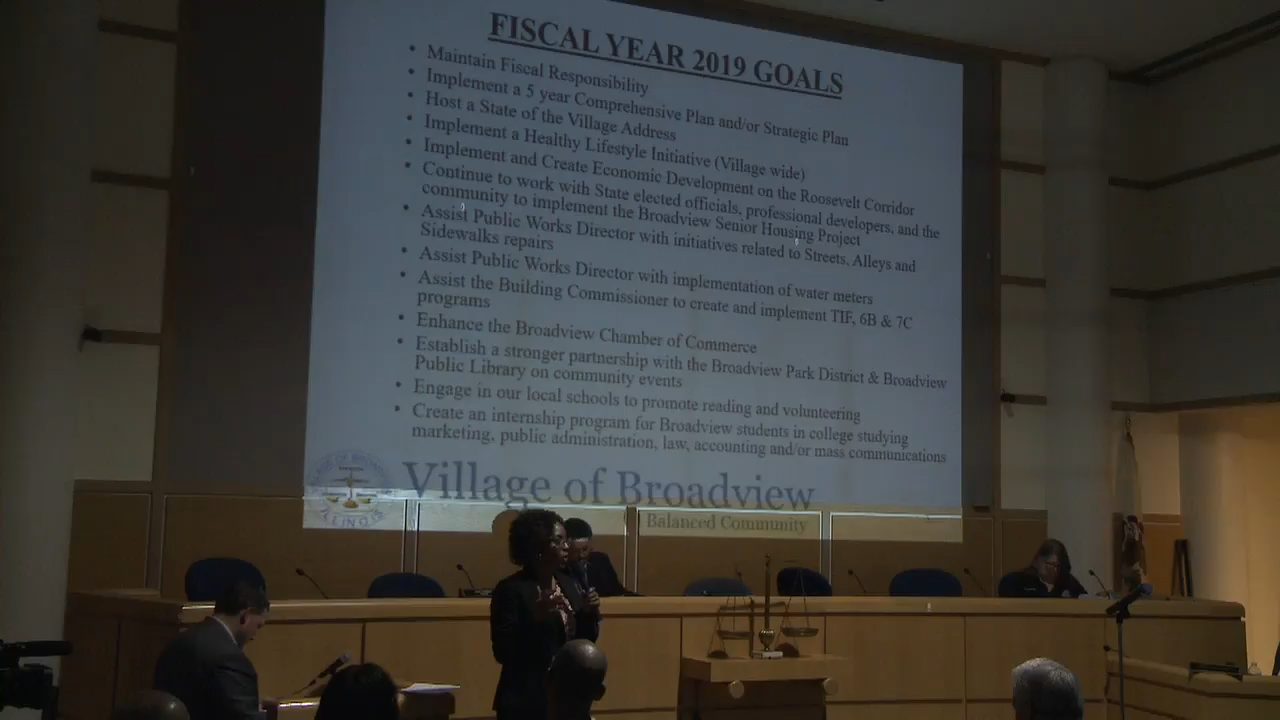 FISCAL YEAR 2019 GOALS
• Maintain Fiscal Responsibility
• Implement a 5 year Comprehensive Plan and/or Strategic Plan
• Host a State of the Village Address
• Implement a Healthy Lifestyle Initiative (Village wide)
• Implement and Create Economic Development on the Roosevelt Corridor
• Continue to work with State elected officials, professional developers, and the
community to implement the Broadview Senior Housing Project
• Assist Public Works Director with initiatives related to Streets, Alleys and
Sidewalks repairs
• Assist Public Works Director with implementation of water meters
• Assist the Building Commissioner to create and implement TIF, 6B & 7C
programs
• Enhance the Broadview Chamber of Commerce
• Establish a stronger partnership with the Broadview Park District & Broadview
Public Library on community events
• Engage in our local schools to promote reading and volunteering
• Create an internship program for Broadview students in college studying
marketing, public administration, law, accounting and/or mass communications
Village of Broadview
Balanced Community
ILLINOIS